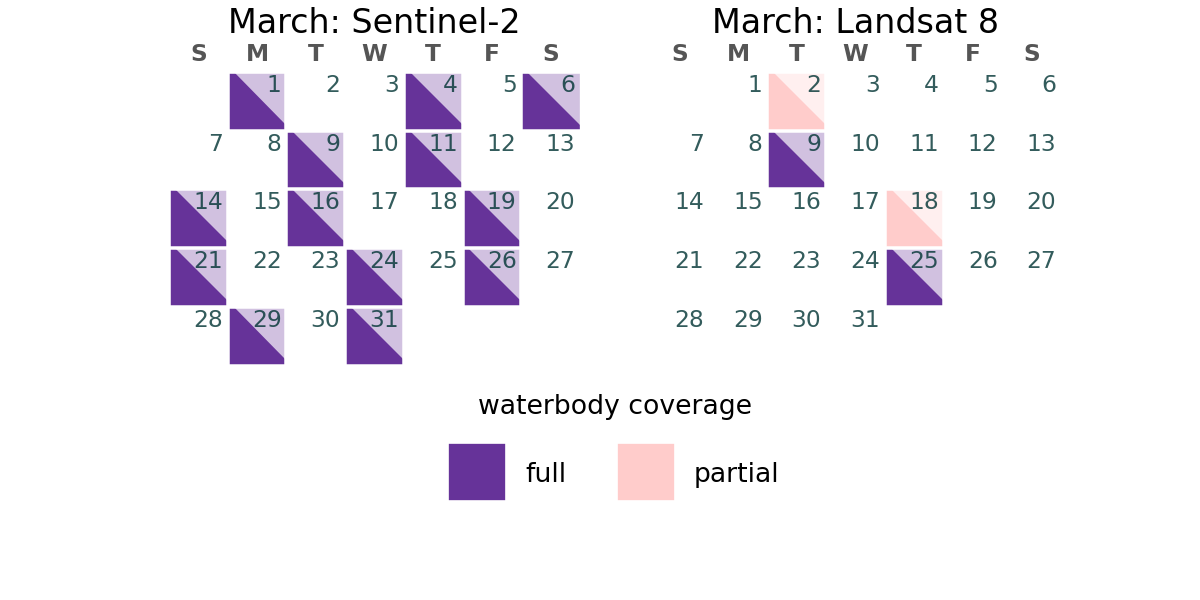 March: Sentinel-2
S M T W T F S
1 2 3 4 5 6
7 8 9 10 11 12 13
14 15 16 17 18 19 20
21 22 23 24 25 26 27
28 29 30 31
March: Landsat 8
S M T W T F S
1 2 3 4 5 6
7 8 9 10 11 12 13
14 15 16 17 18 19 20
21 22 23 24 25 26 27
28 29 30 31
waterbody coverage
full partial